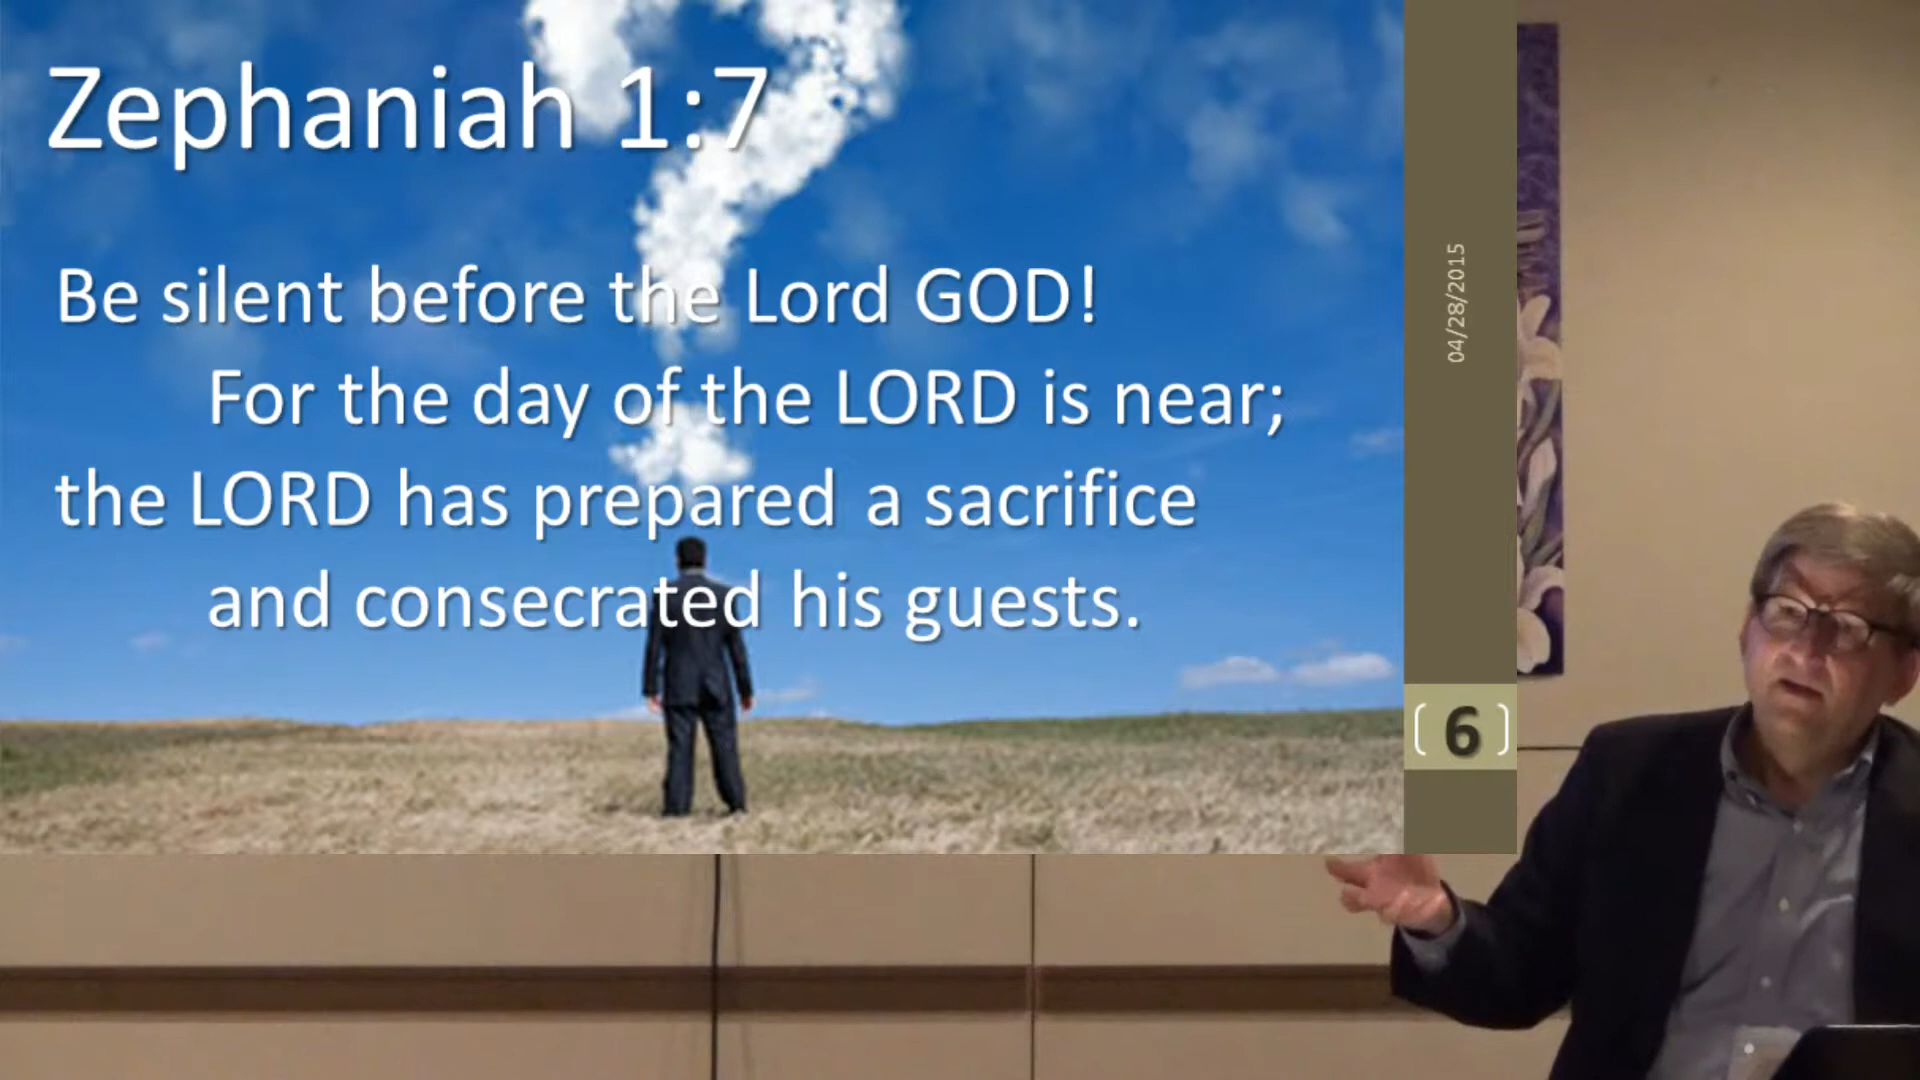 Zephaniah 1:7
Be silent before the Lord GOD!
For the day of the LORD is near;
the LORD has prepared a sacrifice
and consecrated his guests.
04/28/2015
6